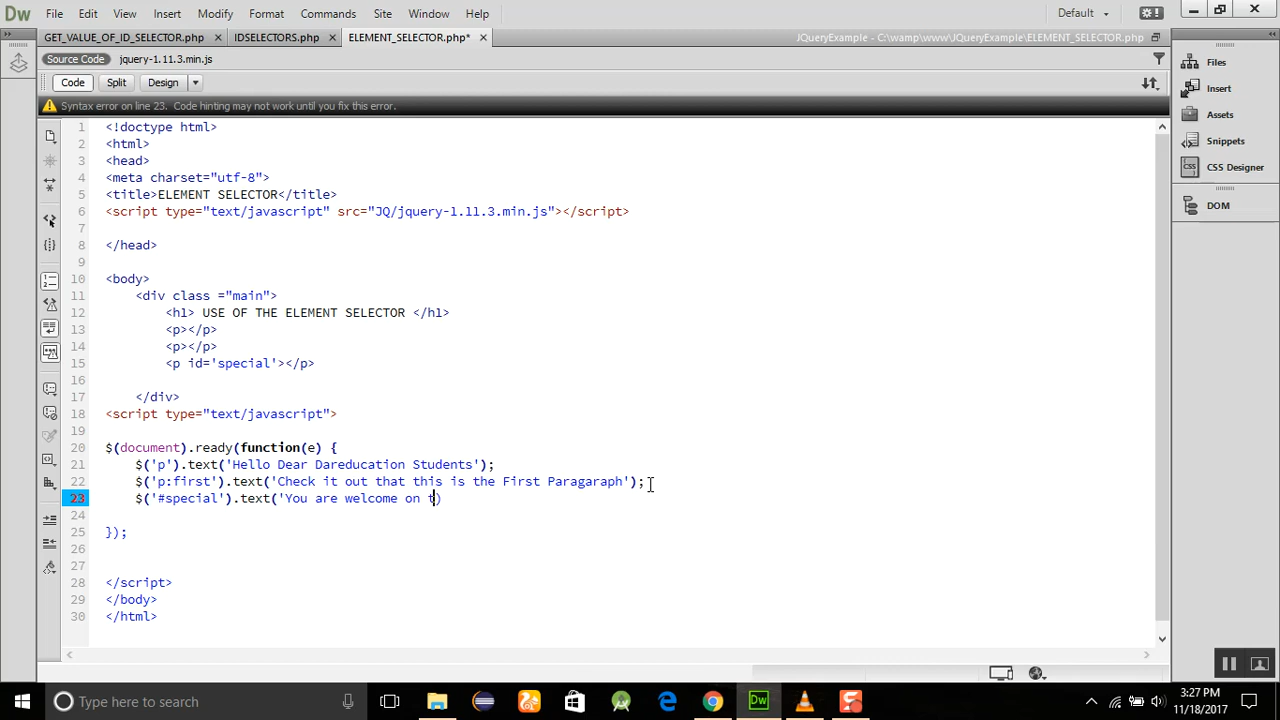 Dw File Edit View Insert Modify Format Commands Site Window Help Default
GET_VALUE_OF_ID_SELECTOR.php × IDSELECTORS.php × ELEMENT_SELECTOR.php* × JQueryExample - C:\wamp\www\JQueryExample\ELEMENT_SELECTOR.php
Source Code jquery-1.11.3.min.js
Code Split Design
Syntax error on line 23. Code hinting may not work until you fix this error.
1 <!doctype html>
2 <html>
3 <head>
4 <meta charset="utf-8">
5 <title>ELEMENT SELECTOR</title>
6 <script type="text/javascript" src="JQ/jquery-1.11.3.min.js"></script>
7
8 </head>
9
10 <body>
11 <div class ="main">
12 <h1> USE OF THE ELEMENT SELECTOR </h1>
13 <p></p>
14 <p></p>
15 <p id='special'></p>
16
17 </div>
18 <script type="text/javascript">
19
20 $(document).ready(function(e) {
21 $('p').text('Hello Dear Dareducation Students');
22 $('p:first').text('Check it out that this is the First Paragaraph');
23 $('#special').text('You are welcome on t)
24
25 });
26
27
28 </script>
29 </body>
30 </html>
Files
Insert
Assets
Snippets
CSS CSS Designer
DOM
Type here to search
Dw
3:27 PM
11/18/2017